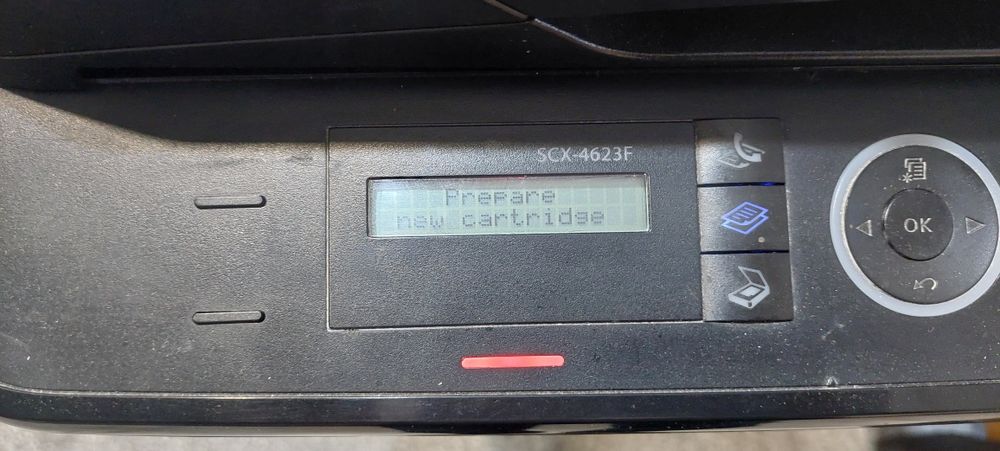 SCX-4623F
Prepare
new cartridge
OK